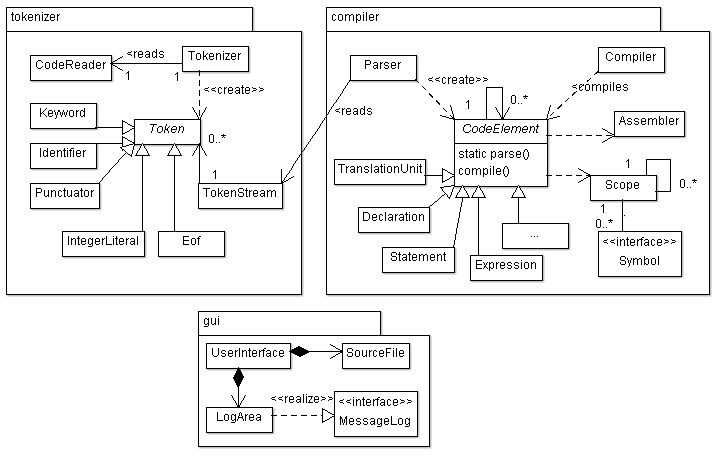 tokenizer
CodeReader
<reads
1
1
Tokenizer
<<create>>
Keyword
Token
0..*
Identifier
Punctuator
1
TokenStream
IntegerLiteral
Eof
compiler
Parser
<reads
<<create>>
1
0..*
Compiler
<compiles
CodeElement
static parse()
compile()
Assembler
TranslationUnit
Scope
1
0..*
1
0..*
<<interface>>
Symbol
Declaration
Statement
Expression
...
gui
UserInterface
SourceFile
LogArea
<<realize>>
<<interface>>
MessageLog